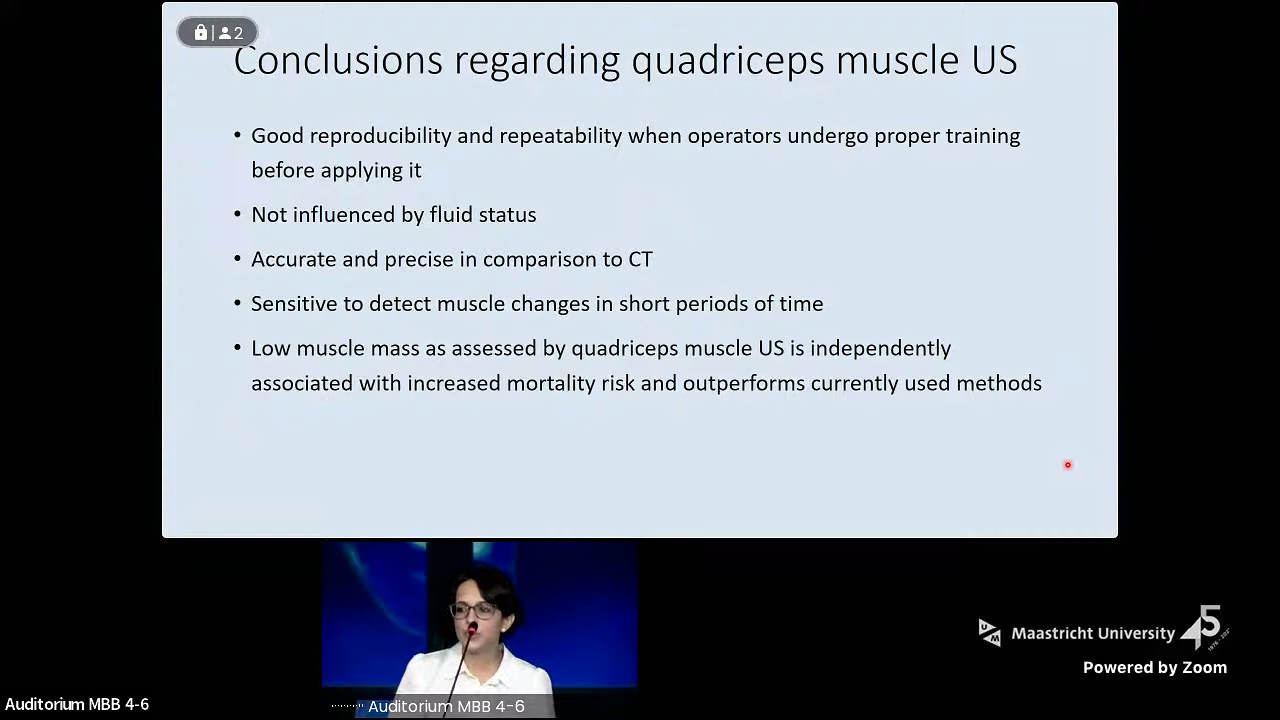 2
Conclusions regarding quadriceps muscle US
• Good reproducibility and repeatability when operators undergo proper training
before applying it
• Not influenced by fluid status
• Accurate and precise in comparison to CT
• Sensitive to detect muscle changes in short periods of time
• Low muscle mass as assessed by quadriceps muscle US is independently
associated with increased mortality risk and outperforms currently used methods
UM Maastricht University 45
Powered by Zoom
Auditorium MBB 4-6
Auditorium MBB 4-6